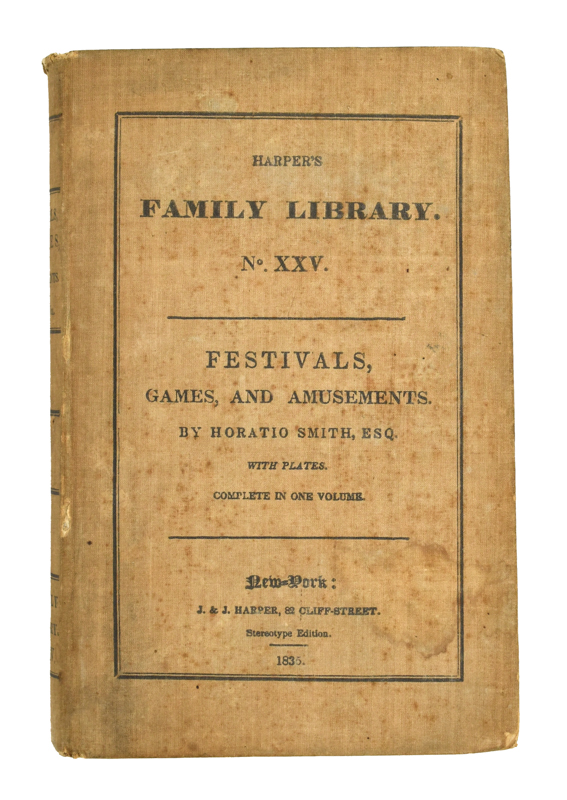 HARPER'S
FAMILY LIBRARY.
No. XXV.
FESTIVALS,
GAMES, AND AMUSEMENTS.
BY HORATIO SMITH, ESQ.
WITH PLATES.
COMPLETE IN ONE VOLUME.
New-York:
J. & J. HARPER, 82 CLIFF-STREET.
Stereotype Edition.
1835.